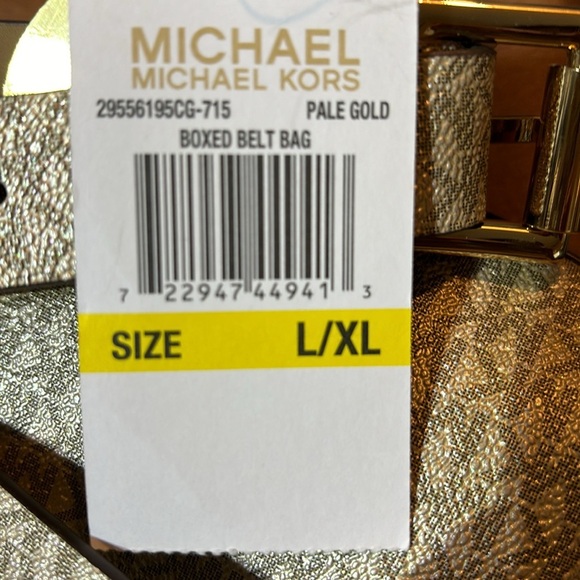 MICHAEL
MICHAEL KORS
29556195CG-715 PALE GOLD
BOXED BELT BAG
7 22947 44941 3
SIZE L/XL